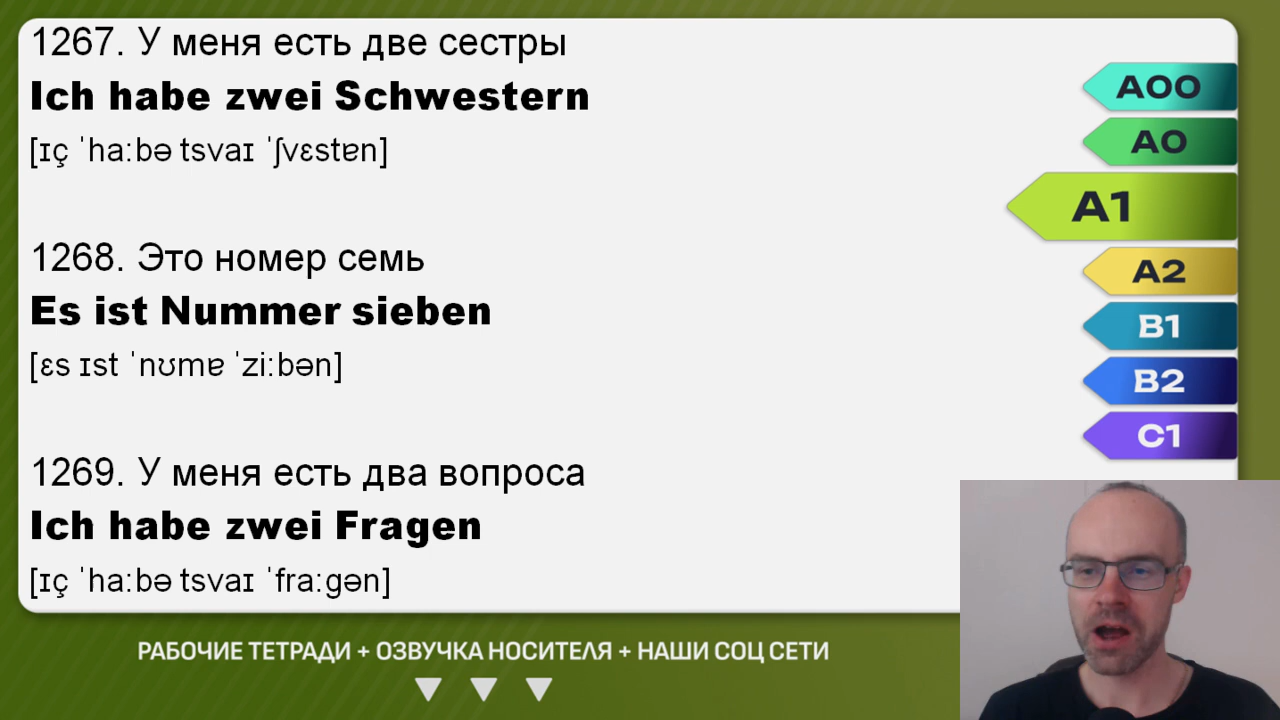 1267. У меня есть две сестры
Ich habe zwei Schwestern
[ɪç ˈhaːbə tsvaɪ ˈʃvɛstɐn]
1268. Это номер семь
Es ist Nummer sieben
[ɛs ɪst ˈnʊmɐ ˈziːbən]
1269. У меня есть два вопроса
Ich habe zwei Fragen
[ɪç ˈhaːbə tsvaɪ ˈfraːgən]
A00
A0
A1
A2
B1
B2
C1
РАБОЧИЕ ТЕТРАДИ + ОЗВУЧКА НОСИТЕЛЯ + НАШИ СОЦ СЕТИ